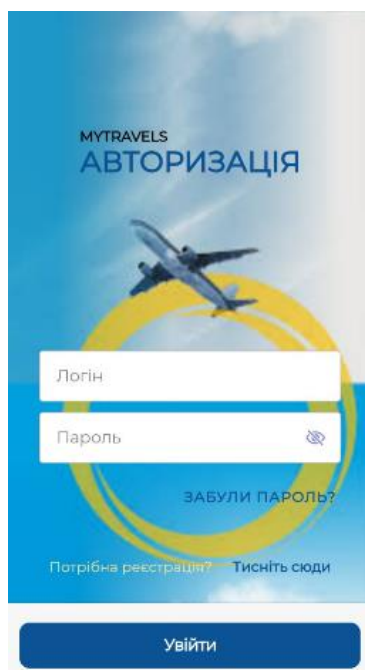 MYTRAVELS
АВТОРИЗАЦІЯ
Логін
Пароль
ЗАБУЛИ ПАРОЛЬ?
Потрібна реєстрація? Тисніть сюди
Увійти